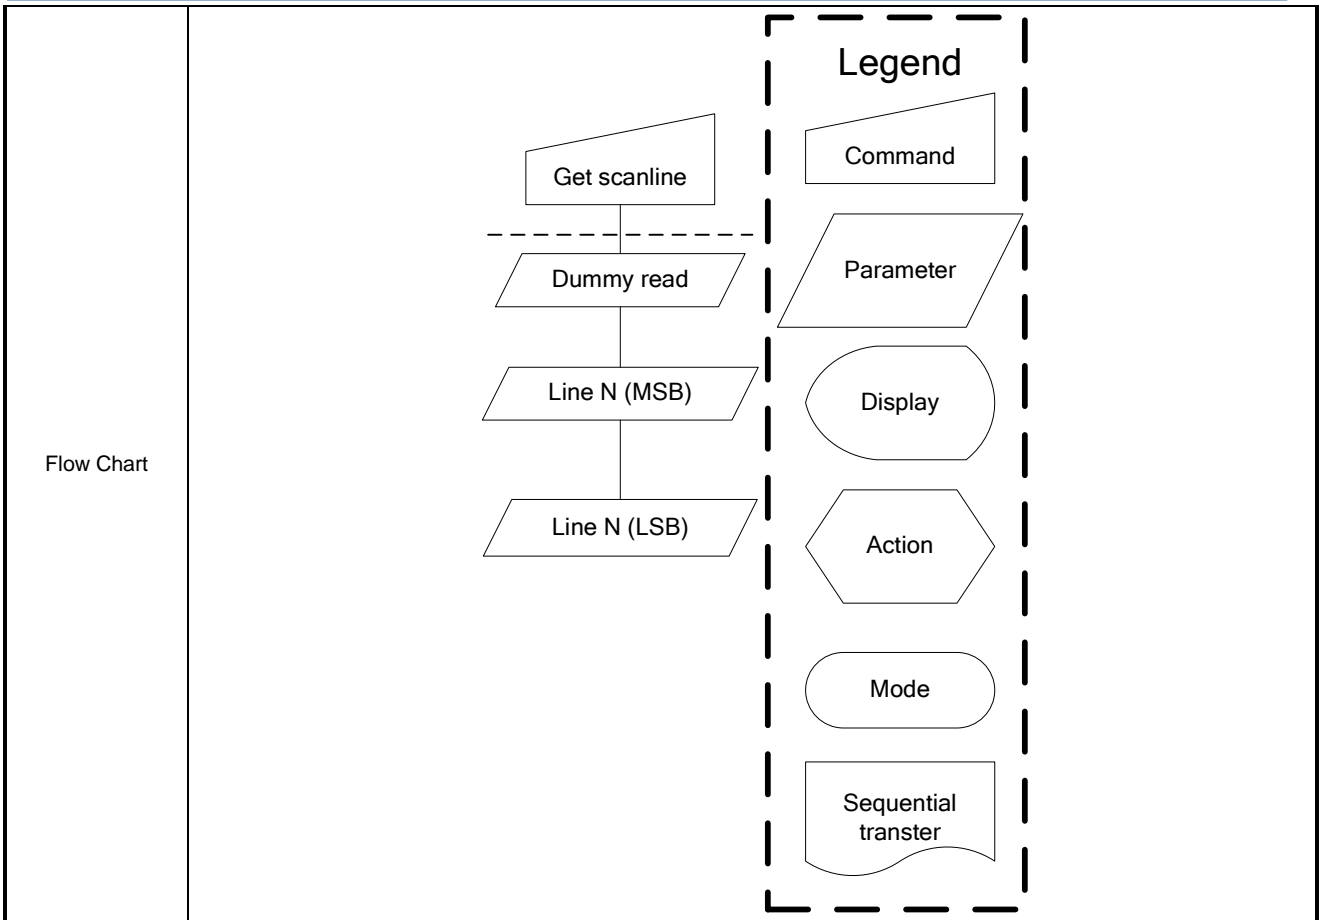 Flow Chart
Get scanline
Dummy read
Line N (MSB)
Line N (LSB)
Legend
Command
Parameter
Display
Action
Mode
Sequential
transter